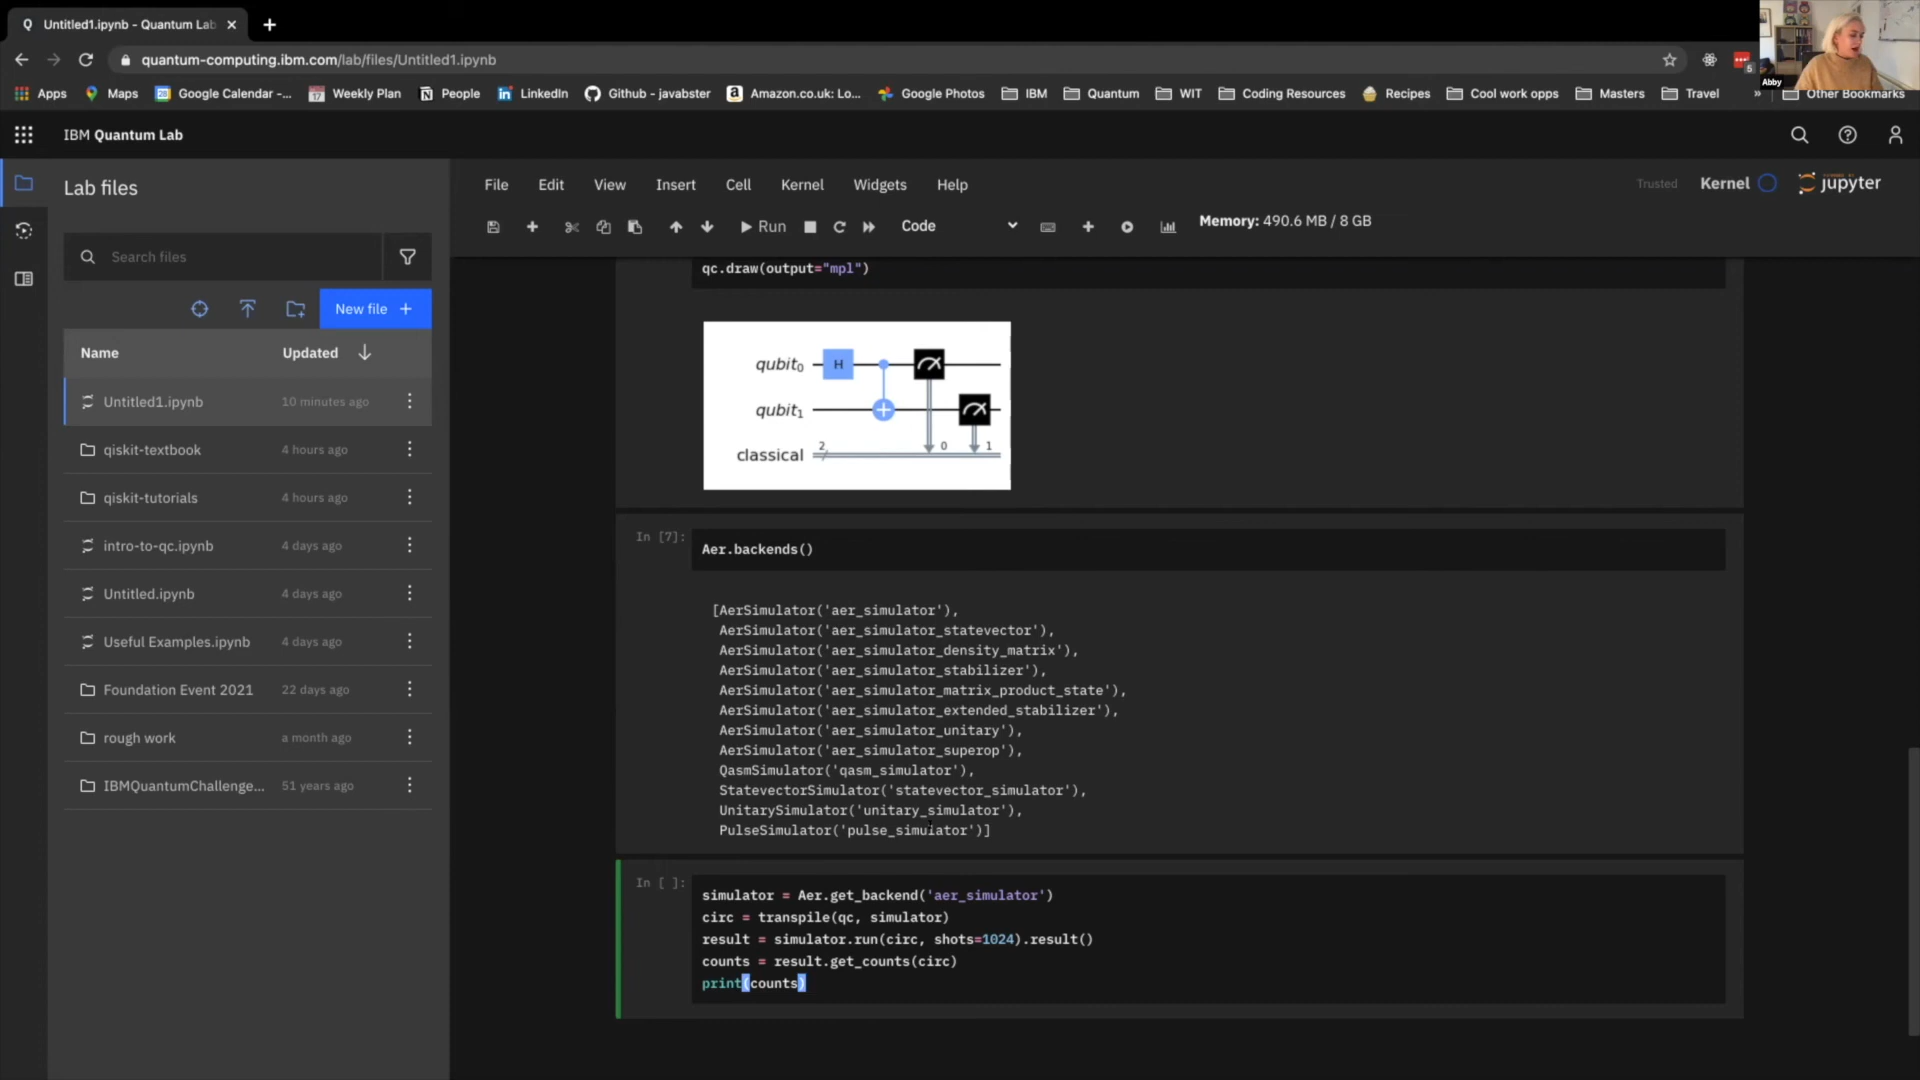 Untitled1.ipynb - Quantum Lab
quantum-computing.ibm.com/lab/files/Untitled1.ipynb
5
Abby
Apps Maps Google Calendar -... Weekly Plan People LinkedIn Github - javabster Amazon.co.uk: Lo... Google Photos IBM Quantum WIT Coding Resources Recipes Cool work opps Masters Travel » Other Bookmarks
IBM Quantum Lab
Lab files
File Edit View Insert Cell Kernel Widgets Help
Trusted Kernel jupyter
Run Code Memory: 490.6 MB / 8 GB
Search files
New file +
Name Updated
Untitled1.ipynb 10 minutes ago
qiskit-textbook 4 hours ago
qiskit-tutorials 4 hours ago
intro-to-qc.ipynb 4 days ago
Untitled.ipynb 4 days ago
Useful Examples.ipynb 4 days ago
Foundation Event 2021 22 days ago
rough work a month ago
IBMQuantumChallenge... 51 years ago
qc.draw(output="mpl")
qubit0 H
qubit1
classical 2 0 1
In [7]: Aer.backends()
[AerSimulator('aer_simulator'),
AerSimulator('aer_simulator_statevector'),
AerSimulator('aer_simulator_density_matrix'),
AerSimulator('aer_simulator_stabilizer'),
AerSimulator('aer_simulator_matrix_product_state'),
AerSimulator('aer_simulator_extended_stabilizer'),
AerSimulator('aer_simulator_unitary'),
AerSimulator('aer_simulator_superop'),
QasmSimulator('qasm_simulator'),
StatevectorSimulator('statevector_simulator'),
UnitarySimulator('unitary_simulator'),
PulseSimulator('pulse_simulator')]
In [ ]: simulator = Aer.get_backend('aer_simulator')
circ = transpile(qc, simulator)
result = simulator.run(circ, shots=1024).result()
counts = result.get_counts(circ)
print(counts)